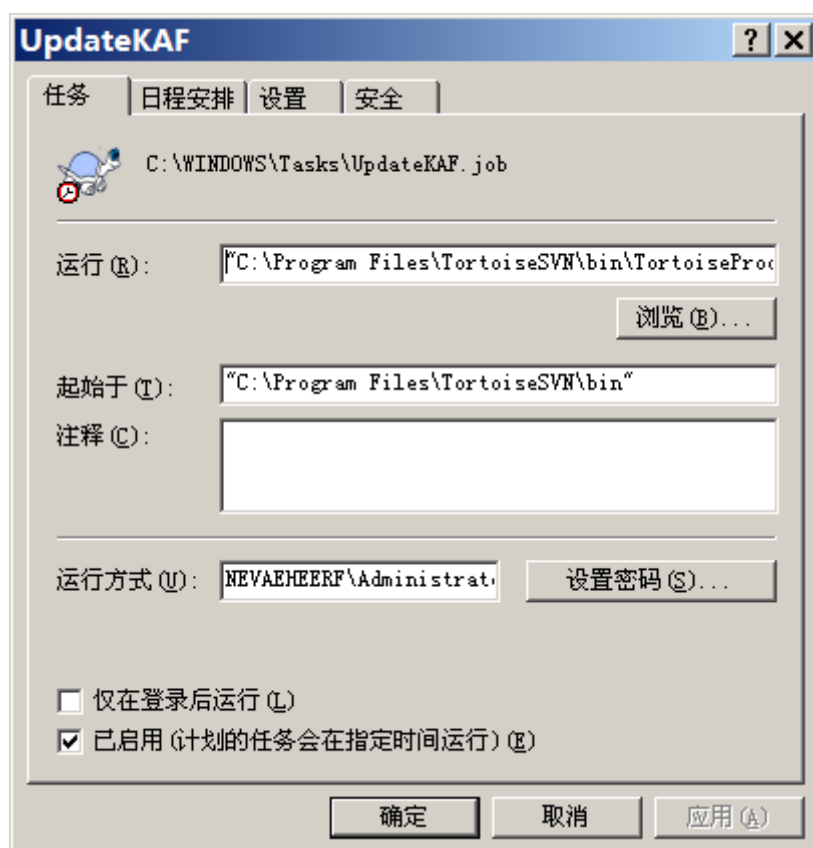 UpdateKAF
任务 日程安排 设置 安全
C:\WINDOWS\Tasks\UpdateKAF.job
运行(R): "C:\Program Files\TortoiseSVN\bin\TortoiseProc
浏览(B)...
起始于(T): "C:\Program Files\TortoiseSVN\bin"
注释(C):
运行方式(U): NEVAEHEERF\Administrat 设置密码(S)...
仅在登录后运行(L)
已启用(计划的任务会在指定时间运行)(E)
确定 取消 应用(A)